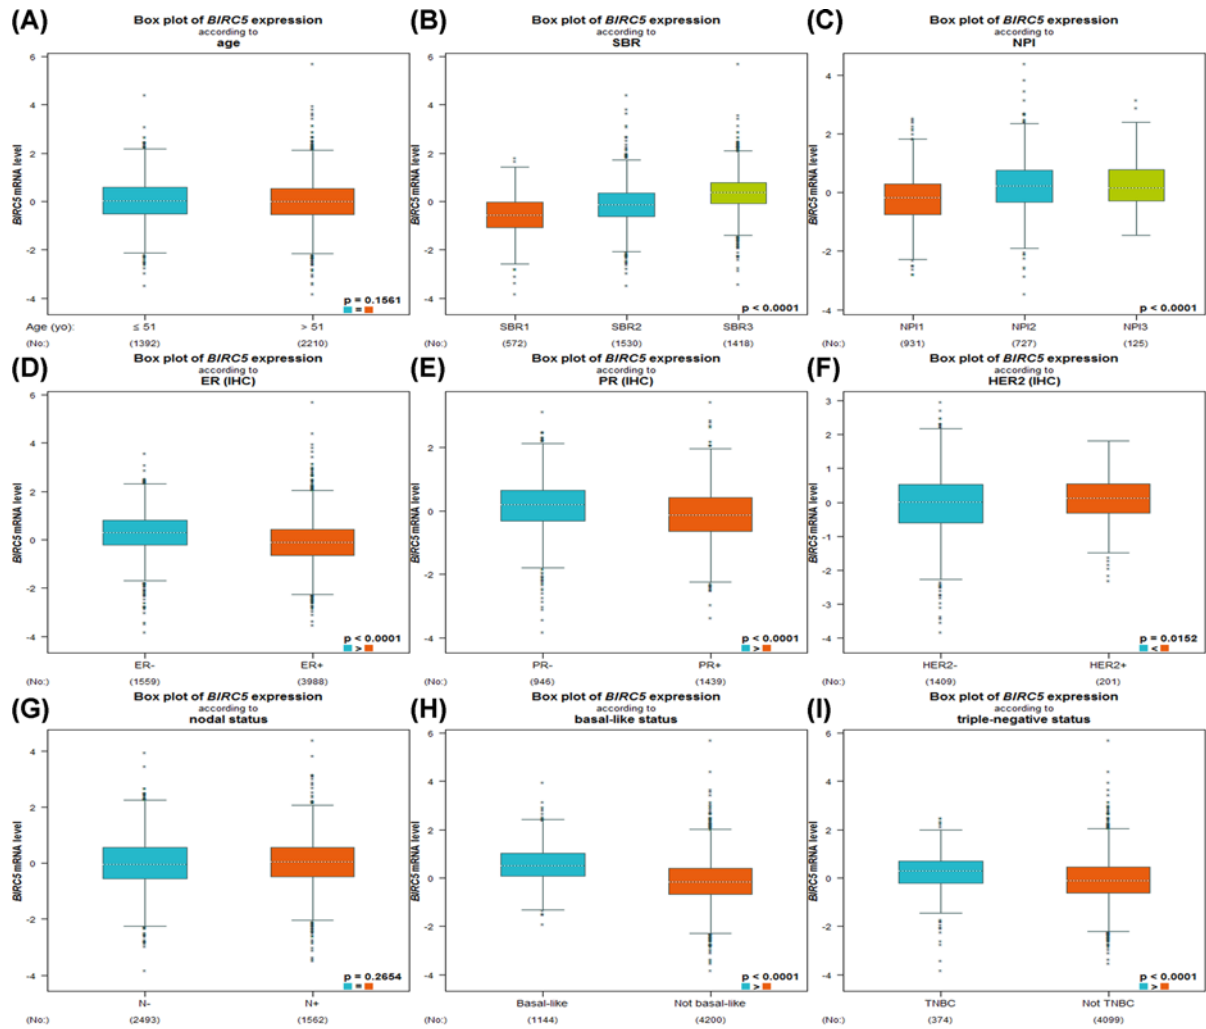 (A) Box plot of BIRC5 expression
according to
age
BIRC5 mRNA level
6
4
2
0
-2
-4
p = 0.1561
=
Age (yo): ≤ 51 > 51
(No.:) (1392) (2210)
(B) Box plot of BIRC5 expression
according to
SBR
BIRC5 mRNA level
6
4
2
0
-2
-4
p < 0.0001
SBR1 SBR2 SBR3
(No.:) (572) (1530) (1418)
(C) Box plot of BIRC5 expression
according to
NPI
BIRC5 mRNA level
4
2
0
-2
-4
p < 0.0001
NPI1 NPI2 NPI3
(No.:) (931) (727) (125)
(D) Box plot of BIRC5 expression
according to
ER (IHC)
BIRC5 mRNA level
6
4
2
0
-2
-4
p < 0.0001
>
ER- ER+
(No.:) (1559) (3988)
(E) Box plot of BIRC5 expression
according to
PR (IHC)
BIRC5 mRNA level
2
0
-2
-4
p < 0.0001
>
PR- PR+
(No.:) (946) (1439)
(F) Box plot of BIRC5 expression
according to
HER2 (IHC)
BIRC5 mRNA level
3
2
1
0
-1
-2
-3
-4
p = 0.0152
<
HER2- HER2+
(No.:) (1409) (201)
(G) Box plot of BIRC5 expression
according to
nodal status
BIRC5 mRNA level
4
2
0
-2
-4
p = 0.2654
=
N- N+
(No.:) (2493) (1562)
(H) Box plot of BIRC5 expression
according to
basal-like status
BIRC5 mRNA level
6
4
2
0
-2
-4
p < 0.0001
>
Basal-like Not basal-like
(No.:) (1144) (4200)
(I) Box plot of BIRC5 expression
according to
triple-negative status
BIRC5 mRNA level
6
4
2
0
-2
-4
p < 0.0001
>
TNBC Not TNBC
(No.:) (374) (4099)